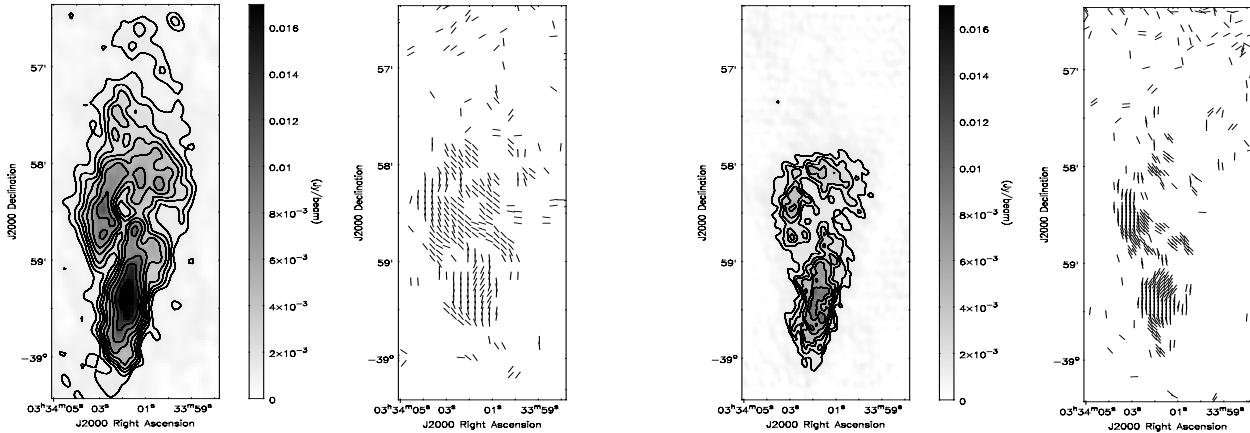 0.016
0.014
0.012
0.01
8×10⁻³
6×10⁻³
4×10⁻³
2×10⁻³
0
(Jy/beam)
57'
58'
59'
−39°
J2000 Declination
03ʰ34ᵐ05ˢ 03ˢ 01ˢ 33ᵐ59ˢ
J2000 Right Ascension
57'
58'
59'
−39°
J2000 Declination
03ʰ34ᵐ05ˢ 03ˢ 01ˢ 33ᵐ59ˢ
J2000 Right Ascension
0.016
0.014
0.012
0.01
8×10⁻³
6×10⁻³
4×10⁻³
2×10⁻³
0
(Jy/beam)
57'
58'
59'
−39°
J2000 Declination
03ʰ34ᵐ05ˢ 03ˢ 01ˢ 33ᵐ59ˢ
J2000 Right Ascension
57'
58'
59'
−39°
J2000 Declination
03ʰ34ᵐ05ˢ 03ˢ 01ˢ 33ᵐ59ˢ
J2000 Right Ascension